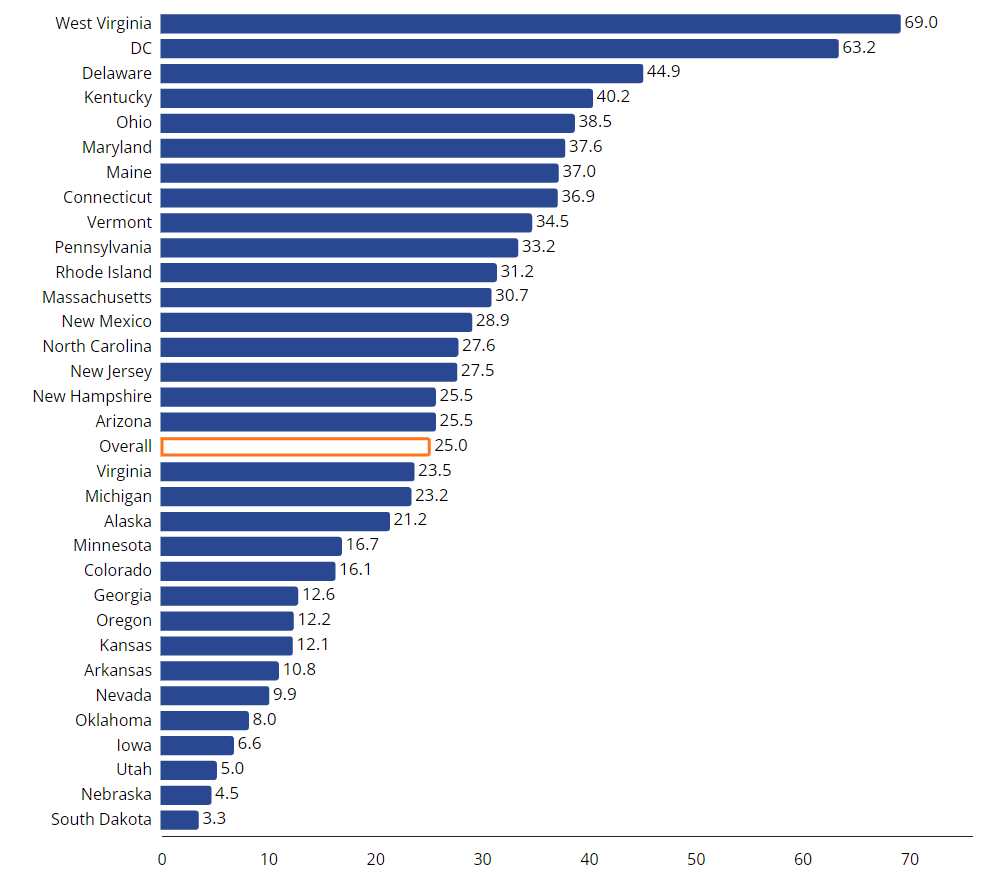 West Virginia 69.0
DC 63.2
Delaware 44.9
Kentucky 40.2
Ohio 38.5
Maryland 37.6
Maine 37.0
Connecticut 36.9
Vermont 34.5
Pennsylvania 33.2
Rhode Island 31.2
Massachusetts 30.7
New Mexico 28.9
North Carolina 27.6
New Jersey 27.5
New Hampshire 25.5
Arizona 25.5
Overall 25.0
Virginia 23.5
Michigan 23.2
Alaska 21.2
Minnesota 16.7
Colorado 16.1
Georgia 12.6
Oregon 12.2
Kansas 12.1
Arkansas 10.8
Nevada 9.9
Oklahoma 8.0
Iowa 6.6
Utah 5.0
Nebraska 4.5
South Dakota 3.3
0 10 20 30 40 50 60 70